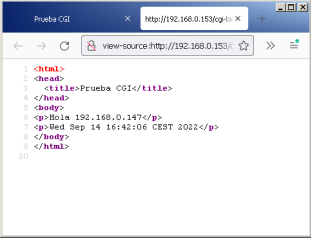 Prueba CGI
http://192.168.0.153/cgi-bi
view-source:http://192.168.0.153/c
1 <html>
2 <head>
3 <title>Prueba CGI</title>
4 </head>
5 <body>
6 <p>Hola 192.168.0.147</p>
7 <p>Wed Sep 14 16:42:06 CEST 2022</p>
8 </body>
9 </html>
10